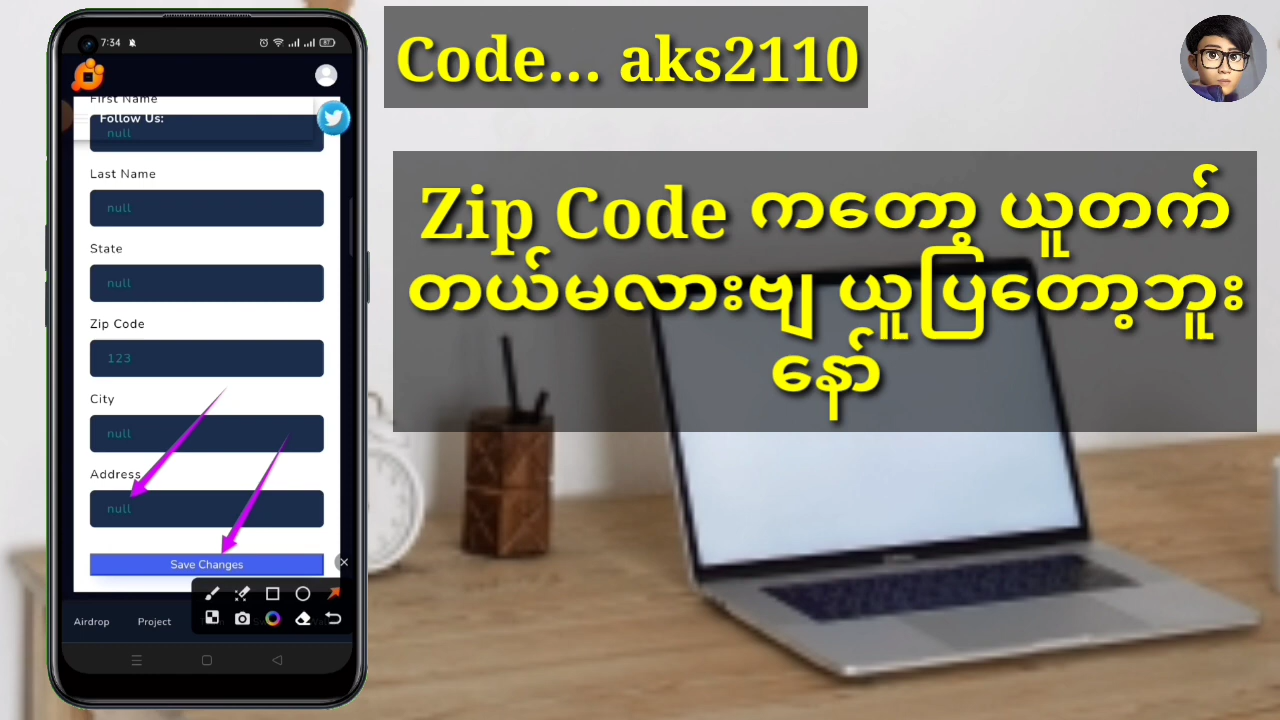 Code... aks2110
Zip Code ကတော့ ယူတက်
တယ်မလားဗျ ယူပြတော့ဘူး
နော်
7:34
87
First Name
Follow Us:
null
Last Name
null
State
null
Zip Code
123
City
null
Address
null
Save Changes
Airdrop
Project